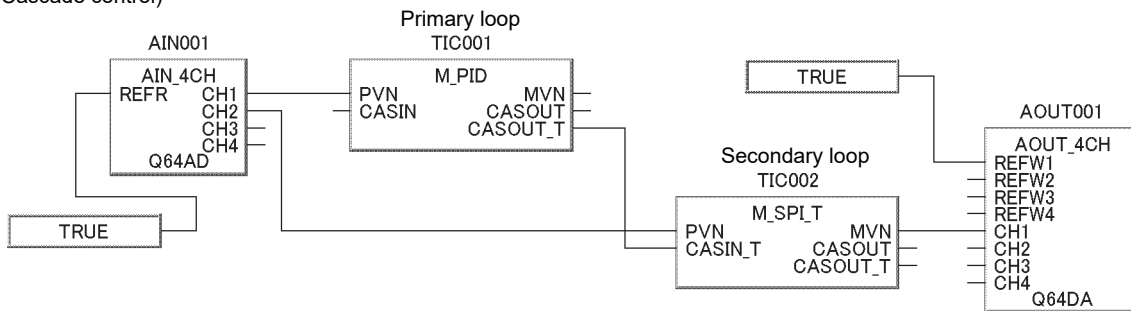 Cascade control)
Primary loop
AIN001
TIC001
AIN_4CH
REFR
CH1
CH2
CH3
CH4
Q64AD
M_PID
PVN
CASIN
MVN
CASOUT
CASOUT_T
TRUE
TRUE
Secondary loop
TIC002
M_SPI_T
PVN
CASIN_T
MVN
CASOUT
CASOUT_T
AOUT001
AOUT_4CH
REFW1
REFW2
REFW3
REFW4
CH1
CH2
CH3
CH4
Q64DA